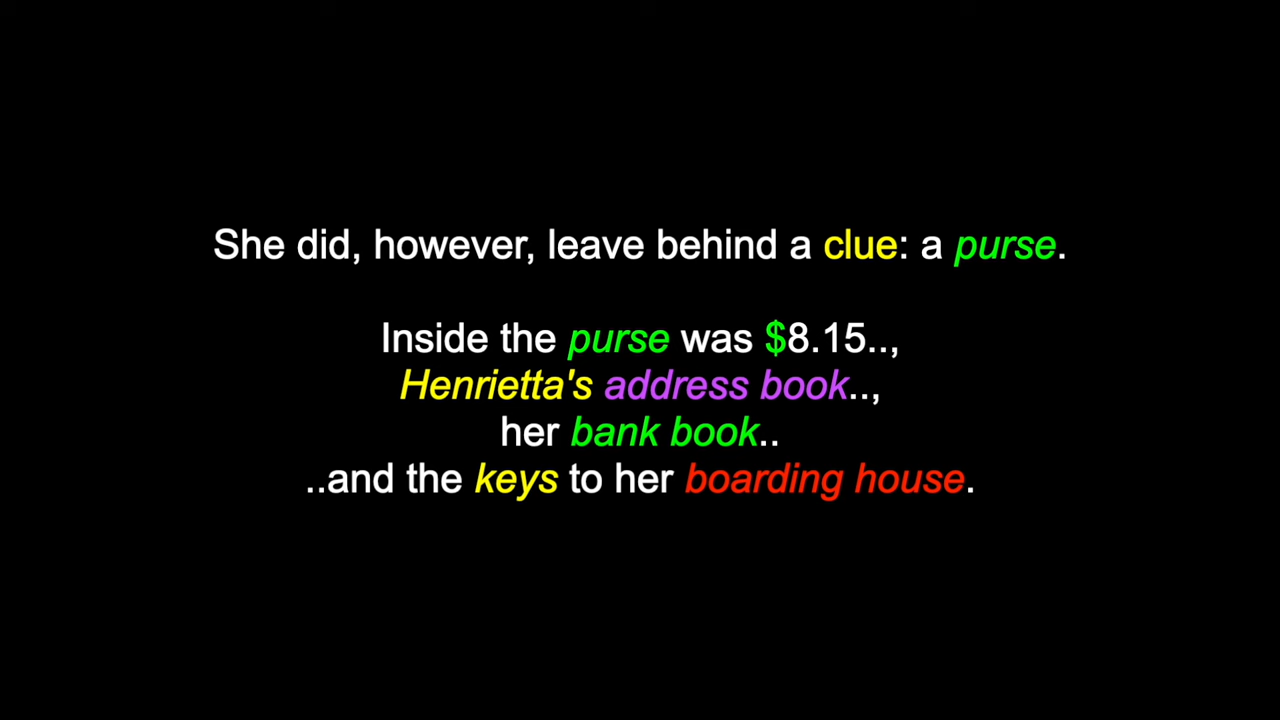 She did, however, leave behind a clue: a purse.
Inside the purse was $8.15..,
Henrietta's address book..,
her bank book..
..and the keys to her boarding house.